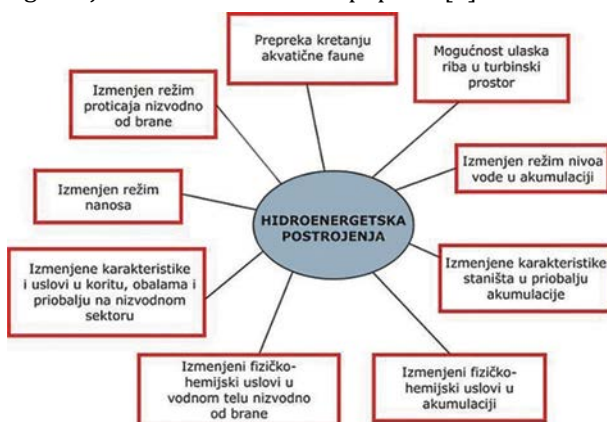 Prepreka kretanju
akvatične faune
Mogućnost ulaska
riba u turbinski
prostor
Izmenjen režim
proticaja nizvodno
od brane
Izmenjen režim nivoa
vode u akumulaciji
Izmenjen režim
nanosa
HIDROENERGETSKA
POSTROJENJA
Izmenjene karakteristike
i uslovi u koritu, obalama i
priobalju na nizvodnom
sektoru
Izmenjene karakteristike
staništa u priobalju
akumulacije
Izmenjeni fizičko-
hemijski uslovi u
vodnom telu nizvodno
od brane
Izmenjeni fizičko-
hemijski uslovi u
akumulaciji